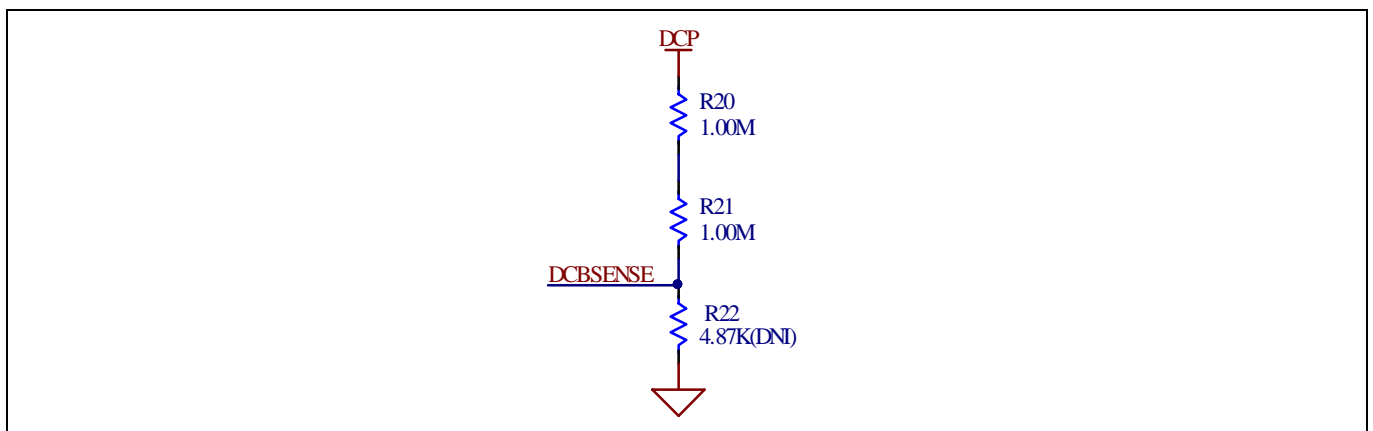 DCP
R20
1.00M
R21
1.00M
DCBSENSE
R22
4.87K(DNI)